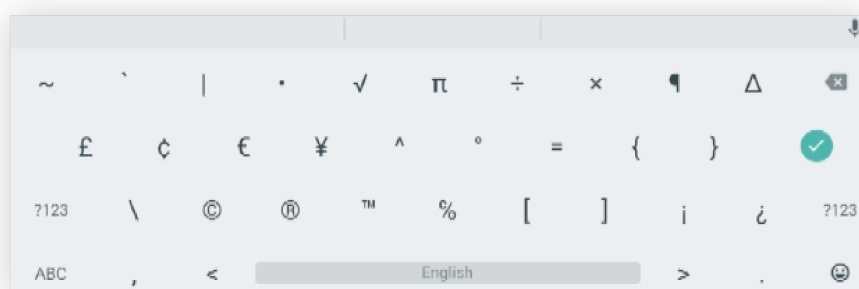 ~ ` | • √ π ÷ × ¶ Δ
£ ¢ € ¥ ^ ° = { }
?123 \ © ® ™ ℅ [ ] ¡ ¿ ?123
ABC , < English > .